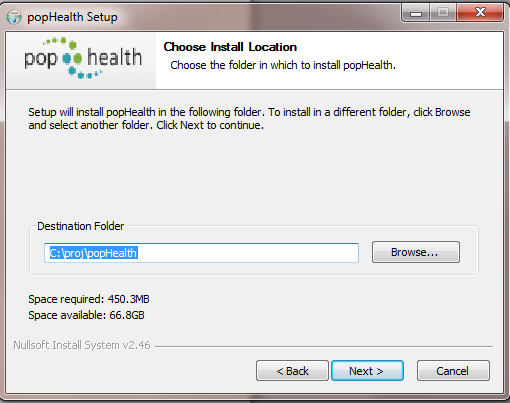 popHealth Setup
pop health
Choose Install Location
Choose the folder in which to install popHealth.
Setup will install popHealth in the following folder. To install in a different folder, click Browse
and select another folder. Click Next to continue.
Destination Folder
C:\proj\popHealth
Browse...
Space required: 450.3MB
Space available: 66.8GB
Nullsoft Install System v2.46
< Back
Next >
Cancel